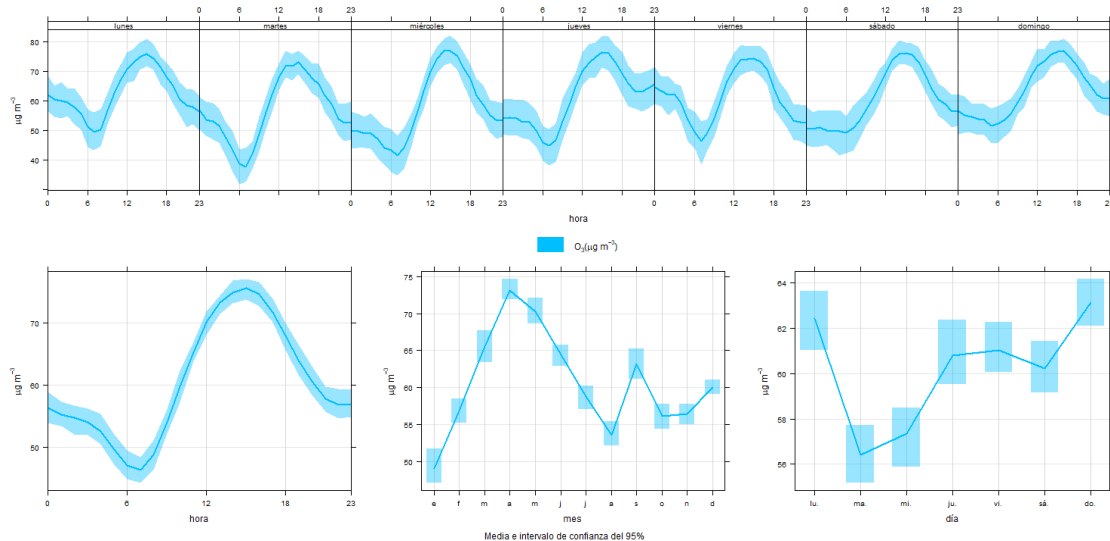 0 6 12 18 23 0 6 12 18 23 0 6 12 18 23
lunes martes miércoles jueves viernes sábado domingo
80
70
60
50
40
µg m⁻³
0 6 12 18 23 0 6 12 18 23 0 6 12 18 23 0 6 12 18 23
hora
O₃(µg m⁻³)
70
60
50
µg m⁻³
0 6 12 18 23
hora
75
70
65
60
55
50
µg m⁻³
e f m a m j j a s o n d
mes
64
62
60
58
56
µg m⁻³
lu. ma. mi. ju. vi. sá. do.
día
Media e intervalo de confianza del 95%